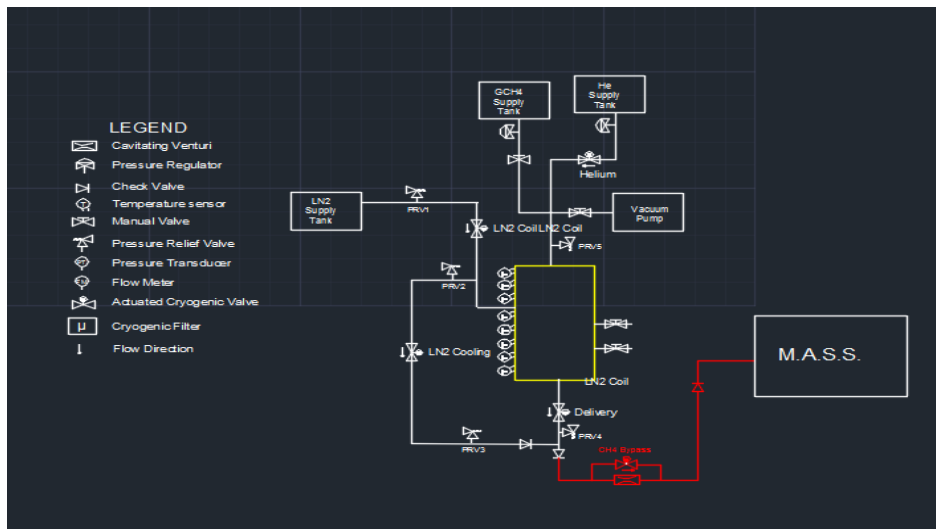 GCH4
Supply
Tank
He
Supply
Tank
LEGEND
Cavitating Venturi
Pressure Regulator
Check Valve
T
Temperature sensor
Manual Valve
Pressure Relief Valve
PT
Pressure Transducer
FM
Flow Meter
Actuated Cryogenic Valve
µ
Cryogenic Filter
Flow Direction
Helium
LN2
Supply
Tank
PRV1
Vacuum
Pump
LN2 Coil
LN2 Coil
PRV5
PRV2
LN2 Cooling
M.A.S.S.
LN2 Coil
Delivery
PRV4
PRV3
CH4 Bypass